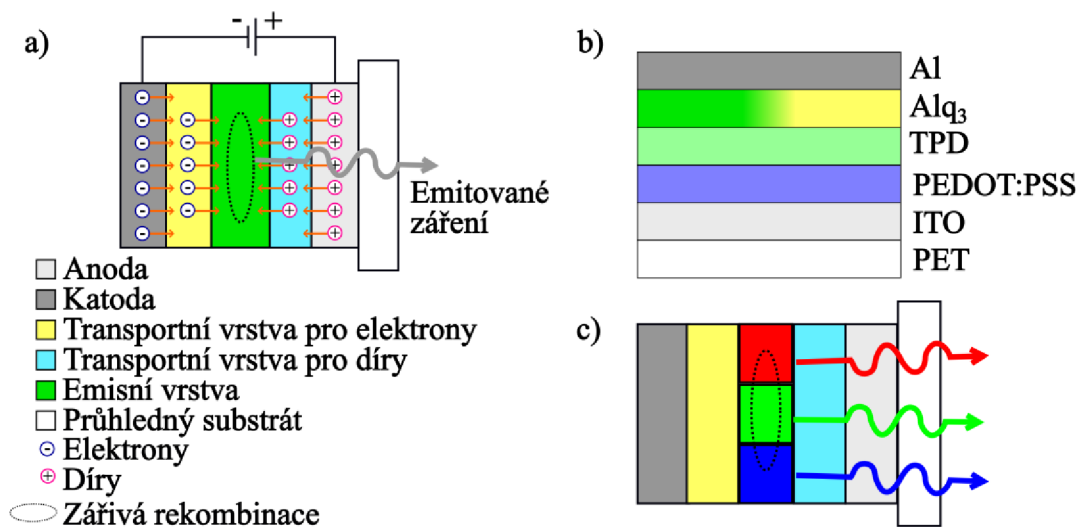 a)
- +
Emitované
záření
Anoda
Katoda
Transportní vrstva pro elektrony
Transportní vrstva pro díry
Emisní vrstva
Průhledný substrát
Elektrony
Díry
Zářivá rekombinace
b)
Al
Alq₃
TPD
PEDOT:PSS
ITO
PET
c)